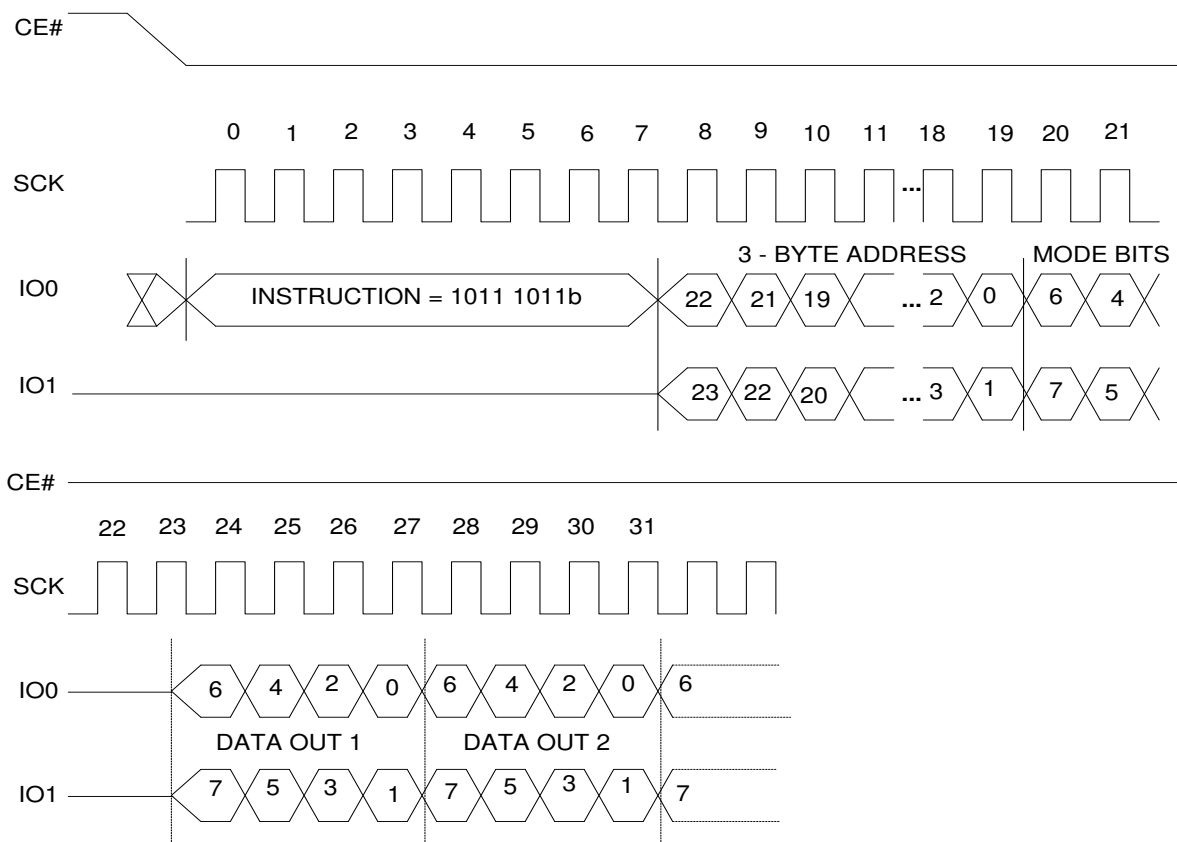 CE#
0 1 2 3 4 5 6 7 8 9 10 11 18 19 20 21
SCK ...
3 - BYTE ADDRESS MODE BITS
IO0 INSTRUCTION = 1011 1011b 22 21 19 ... 2 0 6 4
IO1 23 22 20 ... 3 1 7 5
CE#
22 23 24 25 26 27 28 29 30 31
SCK
IO0 6 4 2 0 6 4 2 0 6
DATA OUT 1 DATA OUT 2
IO1 7 5 3 1 7 5 3 1 7